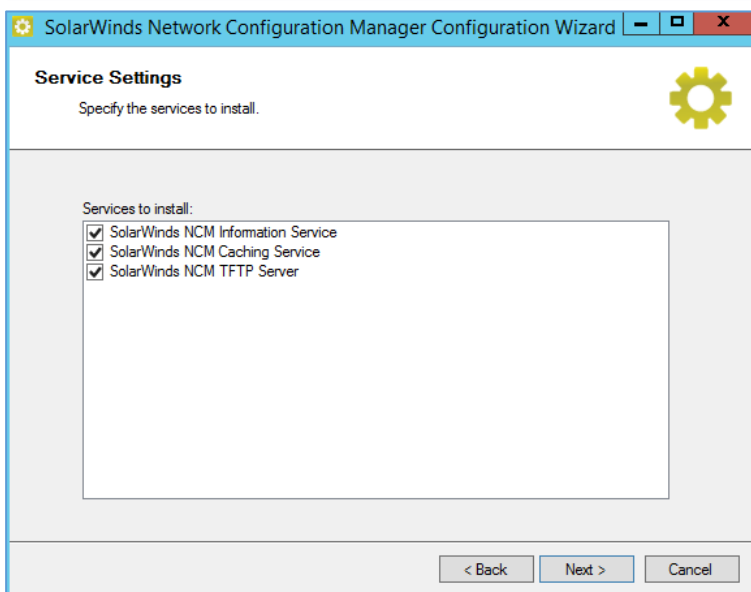 SolarWinds Network Configuration Manager Configuration Wizard
Service Settings
Specify the services to install.
Services to install:
SolarWinds NCM Information Service
SolarWinds NCM Caching Service
SolarWinds NCM TFTP Server
< Back Next > Cancel